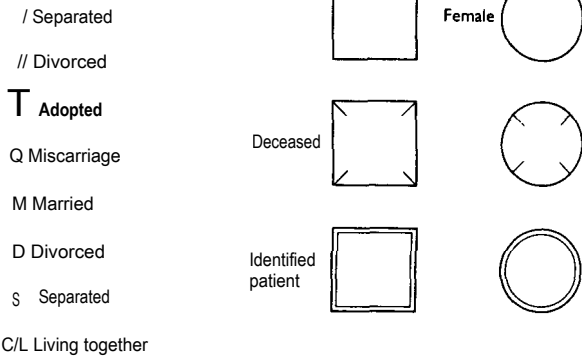 / Separated
// Divorced
T Adopted
Q Miscarriage
M Married
D Divorced
S Separated
C/L Living together
Female
Deceased
Identified
patient